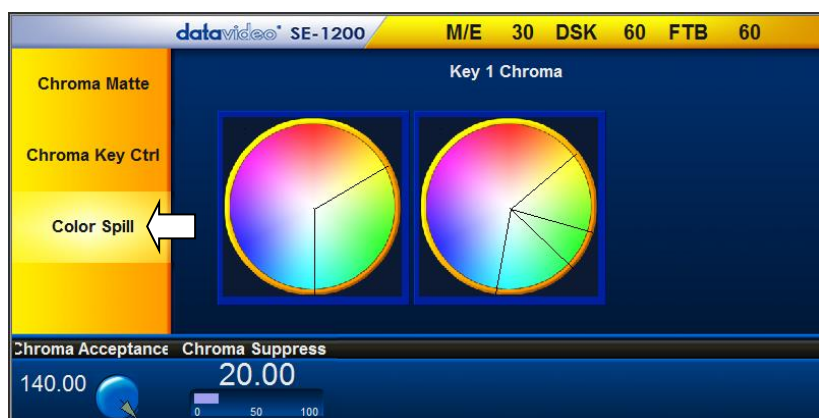 datavideo SE-1200 M/E 30 DSK 60 FTB 60
Key 1 Chroma
Chroma Matte
Chroma Key Ctrl
Color Spill
Chroma Acceptance Chroma Suppress
140.00 20.00
0 50 100